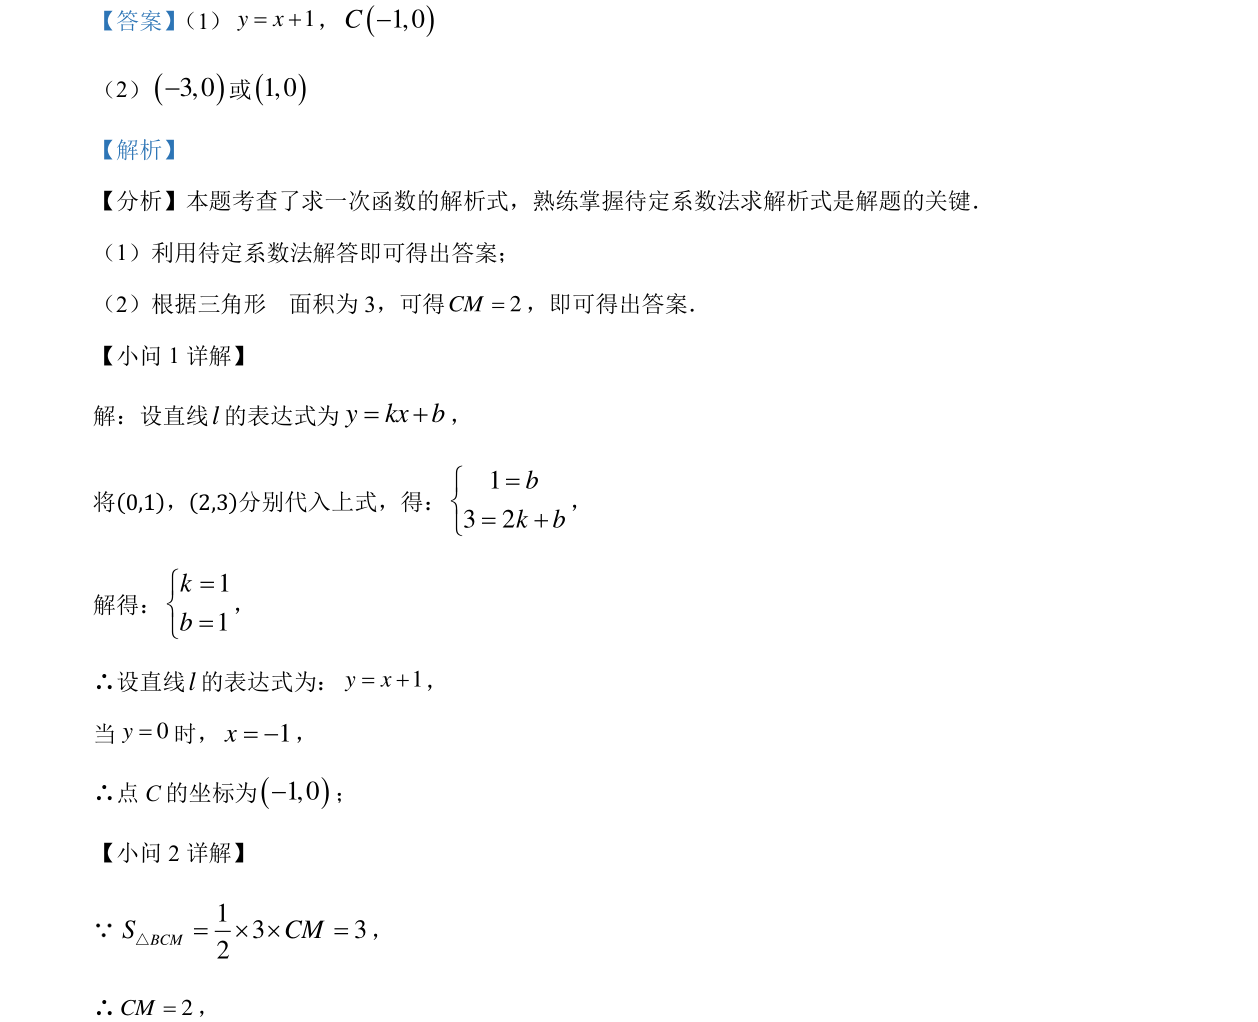 【答案】（1）y=x+1，C(−1,0)
（2）(−3,0)或(1,0)
【解析】
【分析】本题考查了求一次函数的解析式，熟练掌握待定系数法求解析式是解题的关键．
（1）利用待定系数法解答即可得出答案；
（2）根据三角形 面积为 3，可得CM=2，即可得出答案．
【小问 1 详解】
解：设直线l的表达式为y=kx+b，
将(0,1)，(2,3)分别代入上式，得：{1=b
3=2k+b，
解得：{k=1
b=1，
∴设直线l的表达式为：y=x+1，
当y=0时，x=−1，
∴点 C 的坐标为(−1,0)；
【小问 2 详解】
∵S△BCM=1/2×3×CM=3，
∴CM=2，